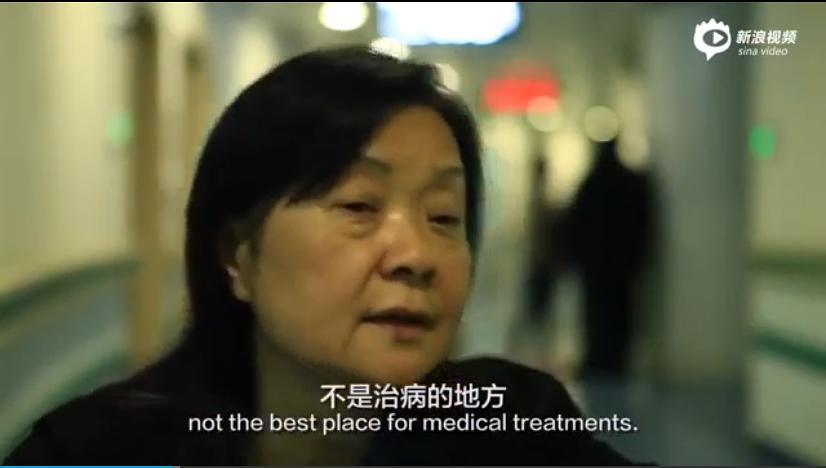 新浪视频
sina video
不是治病的地方
not the best place for medical treatments.